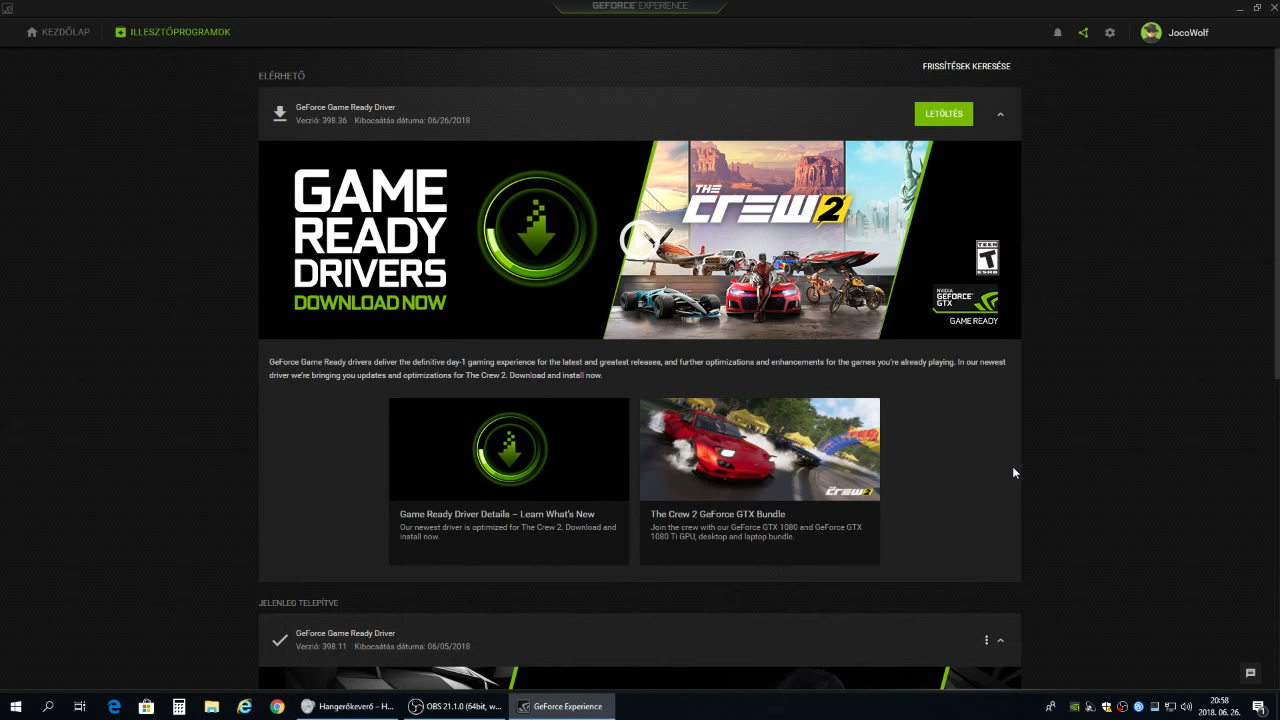 GEFORCE EXPERIENCE
KEZDŐLAP
ILLESZTŐPROGRAMOK
JocoWolf
FRISSÍTÉSEK KERESÉSE
ELÉRHETŐ
GeForce Game Ready Driver
Verzió: 398.36 Kibocsátás dátuma: 06/26/2018
LETÖLTÉS
GAME
READY
DRIVERS
DOWNLOAD NOW
THE
CREW 2
TEEN
T
ESRB
NVIDIA
GEFORCE
GTX
GAME READY
GeForce Game Ready drivers deliver the definitive day-1 gaming experience for the latest and greatest releases, and further optimizations and enhancements for the games you're already playing. In our newest
driver we're bringing you updates and optimizations for The Crew 2. Download and install now.
THE CREW 2
Game Ready Driver Details – Learn What's New
Our newest driver is optimized for The Crew 2. Download and
install now.
The Crew 2 GeForce GTX Bundle
Join the crew with our GeForce GTX 1080 and GeForce GTX
1080 Ti GPU, desktop and laptop bundle.
JELENLEG TELEPÍTVE
GeForce Game Ready Driver
Verzió: 398.11 Kibocsátás dátuma: 06/05/2018
Hangerőkeverő – H...
OBS 21.1.0 (64bit, w...
GeForce Experience
20:58
2018. 06. 26.